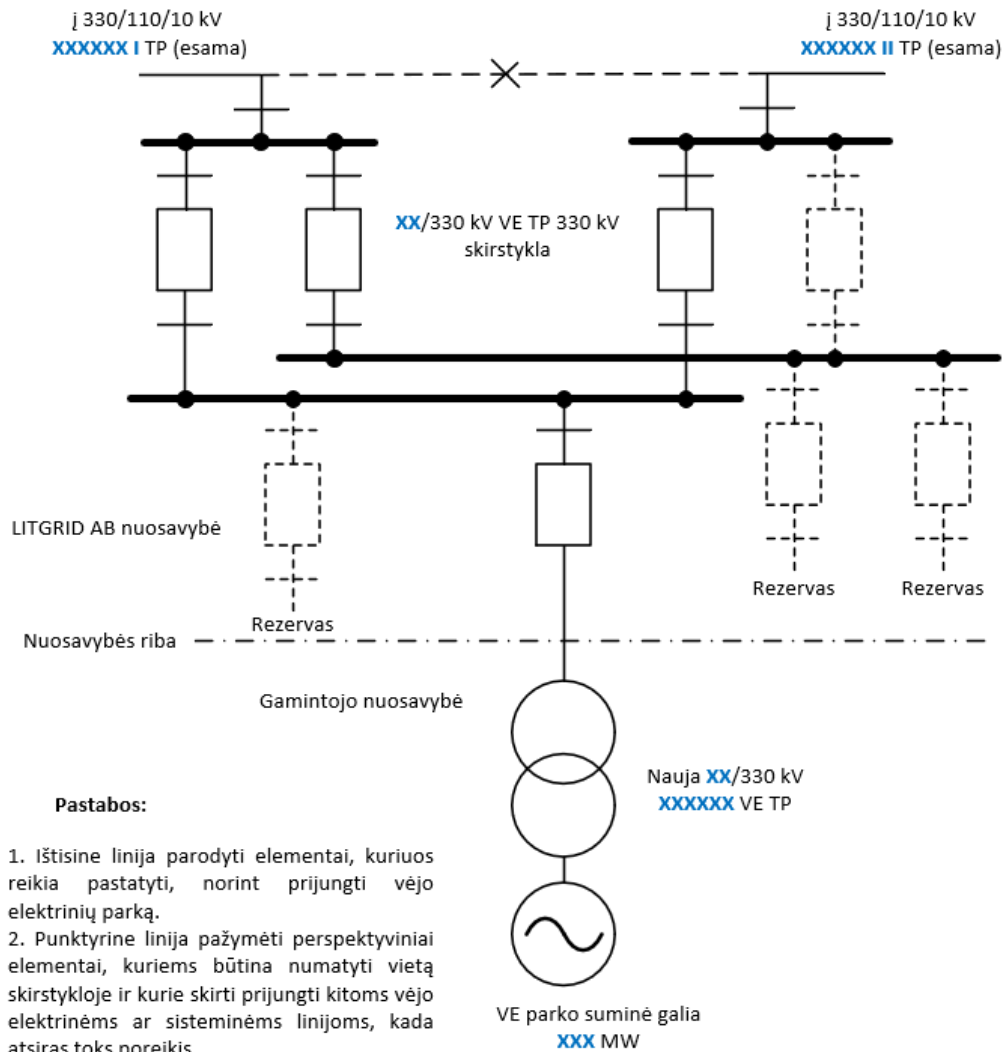 į 330/110/10 kV
XXXXXX I TP (esama)
į 330/110/10 kV
XXXXXX II TP (esama)
XX/330 kV VE TP 330 kV
skirstykla
LITGRID AB nuosavybė
Rezervas
Rezervas
Rezervas
Nuosavybės riba
Gamintojo nuosavybė
Nauja XX/330 kV
XXXXXX VE TP
Pastabos:
1. Ištisine linija parodyti elementai, kuriuos
reikia pastatyti, norint prijungti vėjo
elektrinių parką.
2. Punktyrine linija pažymėti perspektyviniai
elementai, kuriems būtina numatyti vietą
skirstykloje ir kurie skirti prijungti kitoms vėjo
elektrinėms ar sisteminėms linijoms, kada
atsiras toks poreikis
VE parko suminė galia
XXX MW